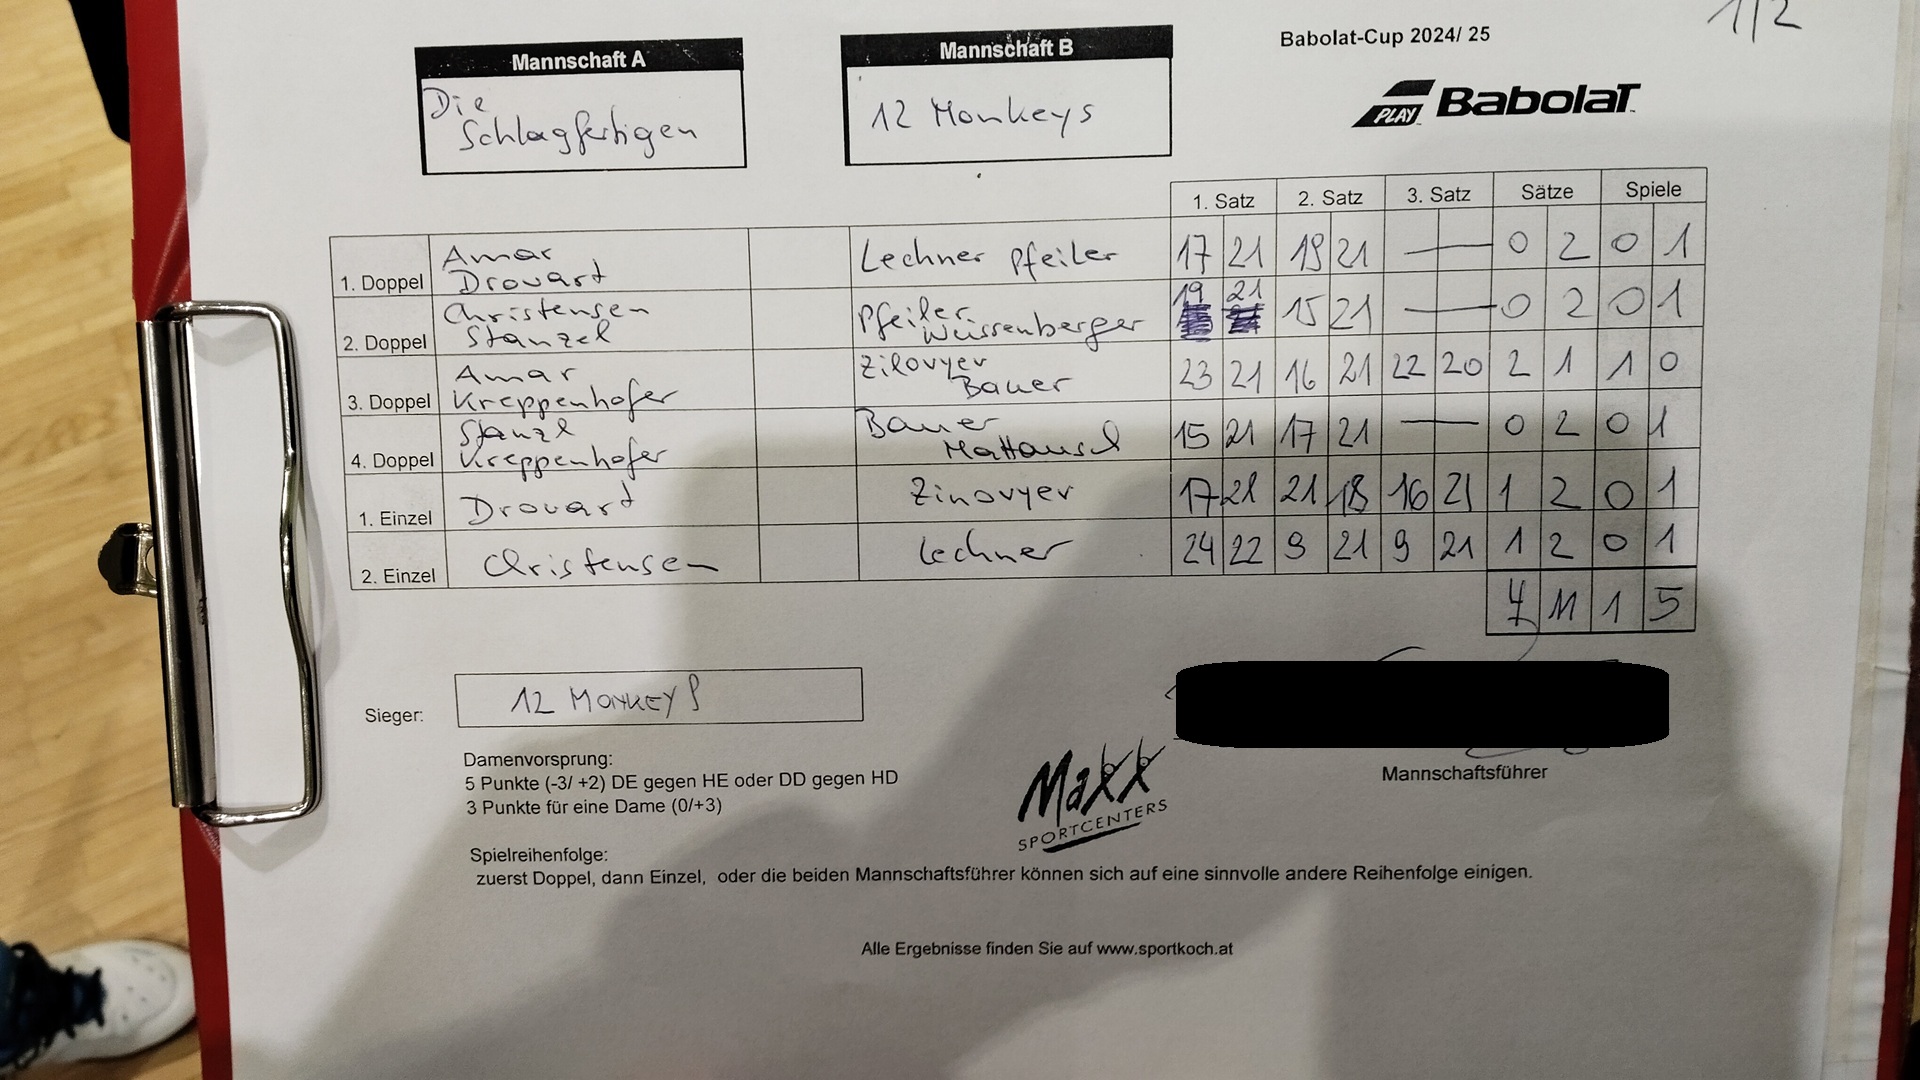 1/2
Mannschaft A
Mannschaft B
Babolat-Cup 2024/ 25
Die
Schlagfertigen
12 Monkeys
PLAY BabolaT
1. Satz 2. Satz 3. Satz Sätze Spiele
1. Doppel Amar Drouart Lechner Pfeiler 17 21 19 21 — 0 2 0 1
2. Doppel Christensen Stanzel Pfeiler Weissenberger 19 21 15 21 — 0 2 0 1
3. Doppel Amar Kreppenhofer Zilovyer Bauer 23 21 16 21 22 20 2 1 1 0
4. Doppel Stanzl Kreppenhofer Bauer Mattausch 15 21 17 21 — 0 2 0 1
1. Einzel Drouart Zinovyer 17 21 21 18 16 21 1 2 0 1
2. Einzel Christensen Lechner 24 22 9 21 9 21 1 2 0 1
4 11 1 5
Sieger: 12 MONKEYS
Damenvorsprung:
5 Punkte (-3/ +2) DE gegen HE oder DD gegen HD
3 Punkte für eine Dame (0/+3)
Maxx
SPORTCENTERS
Mannschaftsführer
Spielreihenfolge:
zuerst Doppel, dann Einzel, oder die beiden Mannschaftsführer können sich auf eine sinnvolle andere Reihenfolge einigen.
Alle Ergebnisse finden Sie auf www.sportkoch.at